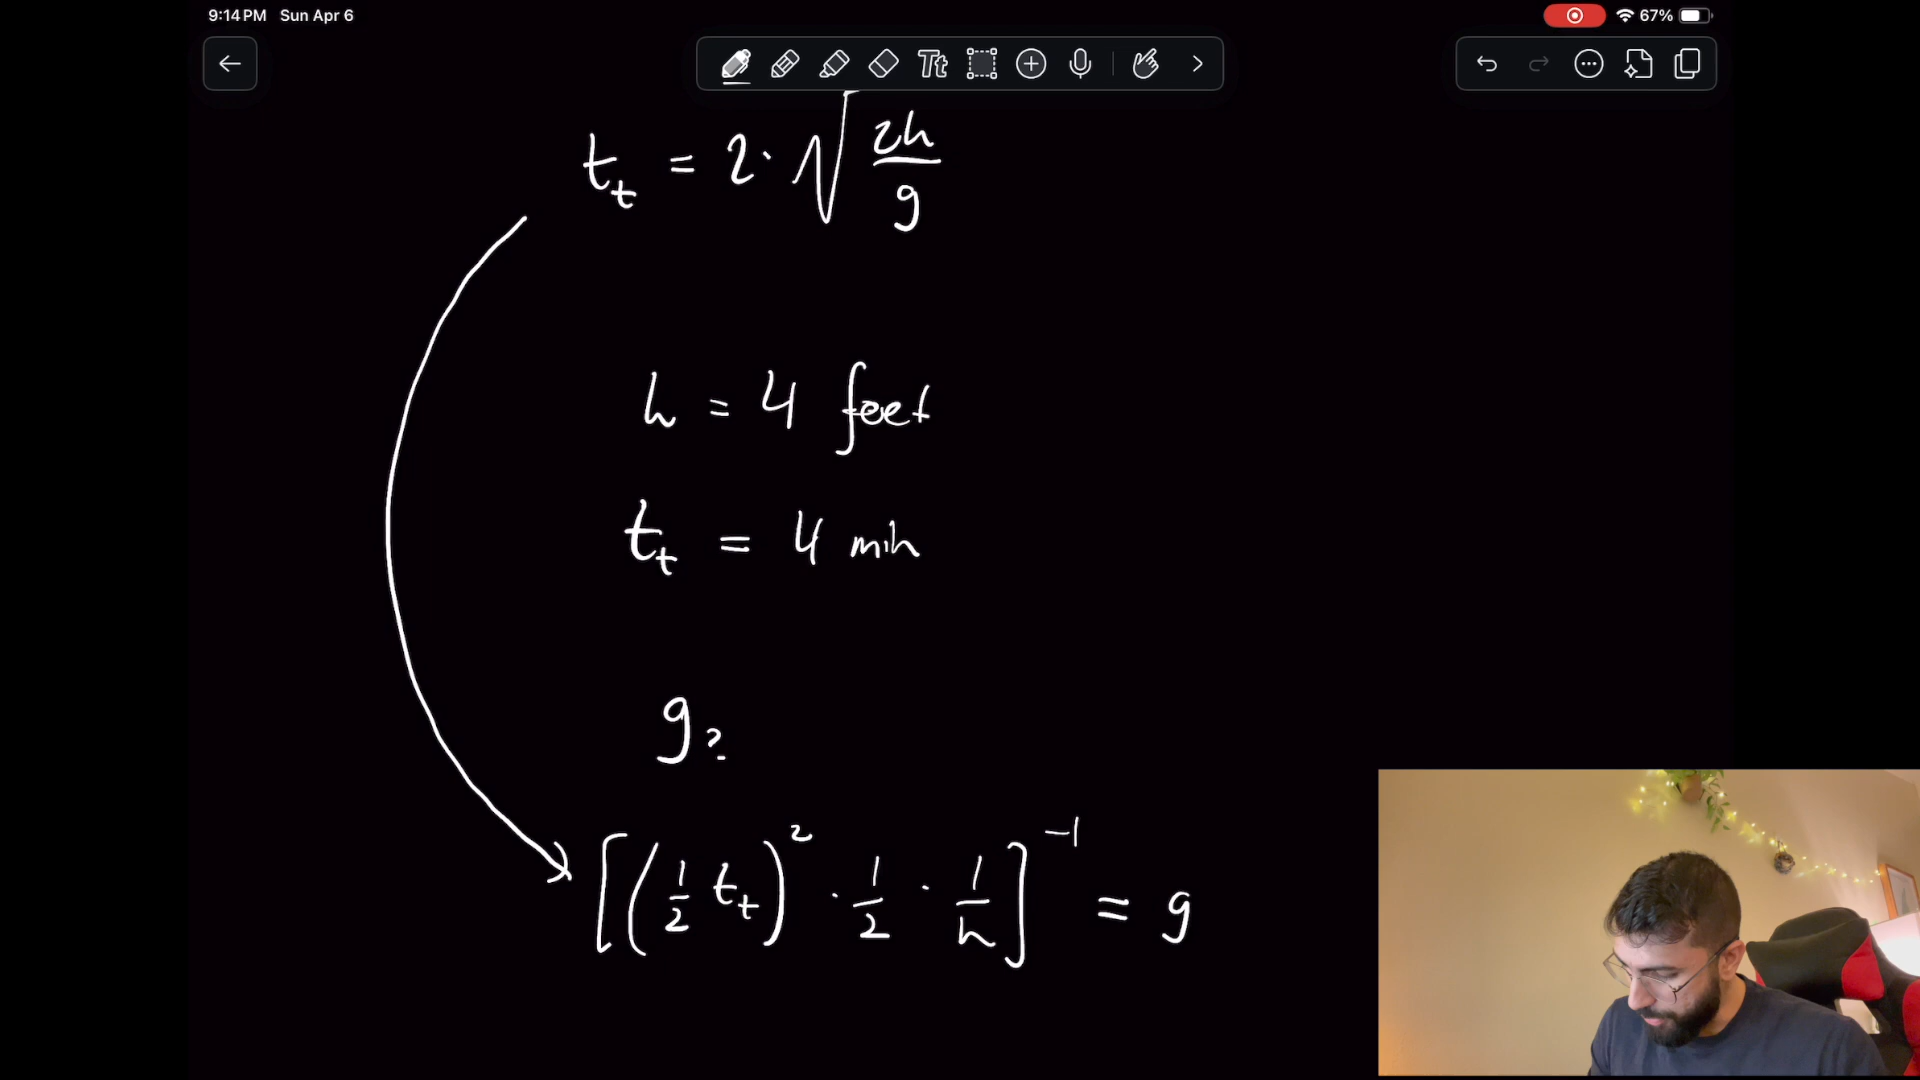 9:14 PM Sun Apr 6 67%
Tt
t_t = 2 · √(2h/g)
h = 4 feet
t_t = 4 min
g?
[(1/2 t_t)² · 1/2 · 1/h]⁻¹ = g